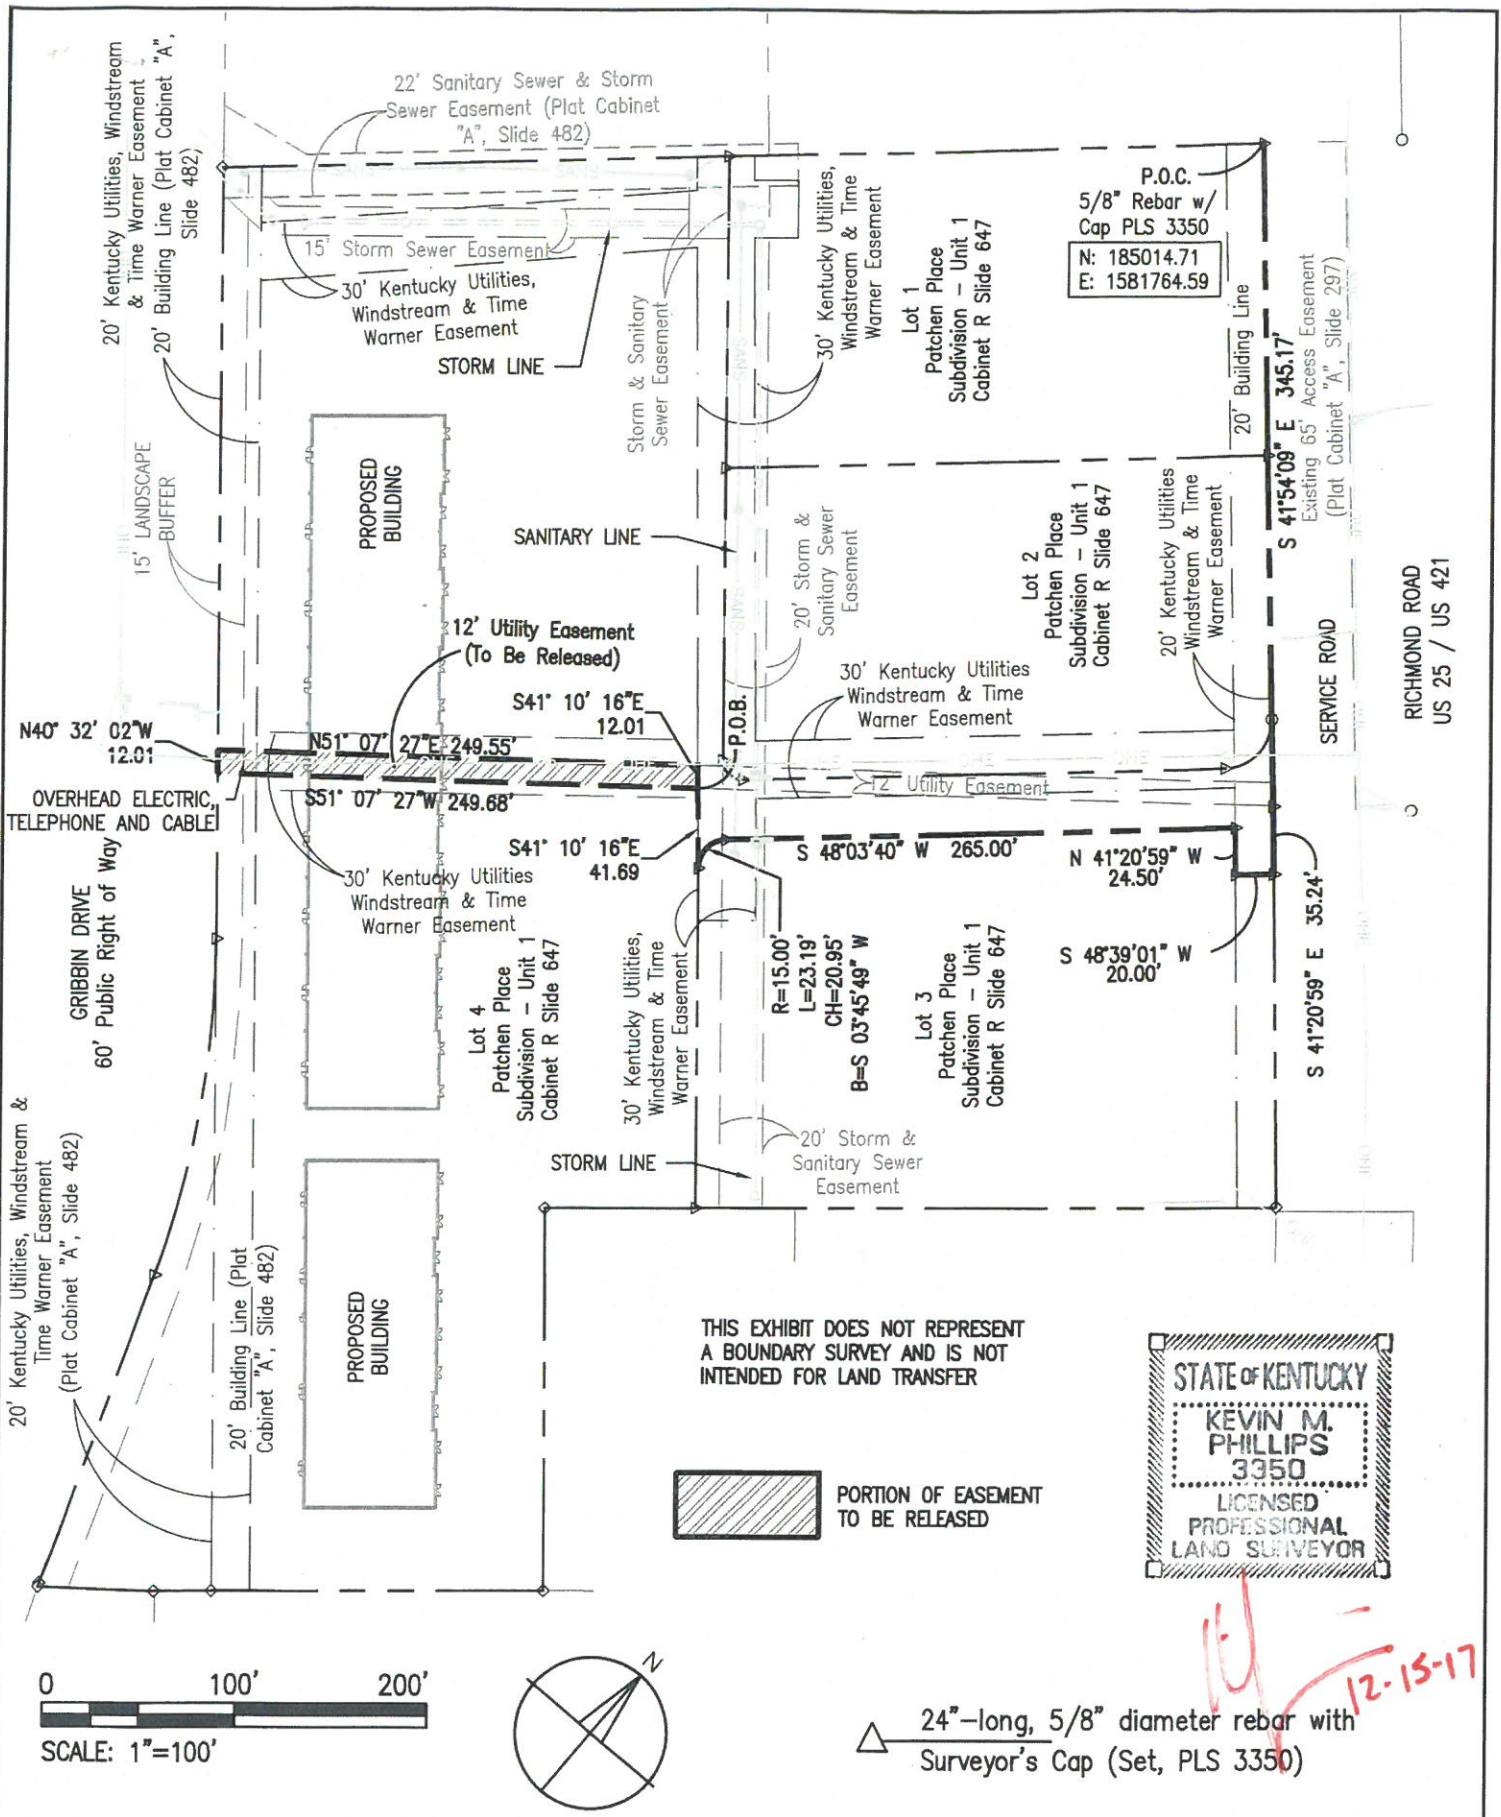 20' Kentucky Utilities, Windstream
& Time Warner Easement
20' Building Line (Plat Cabinet "A",
Slide 482)
22' Sanitary Sewer & Storm
Sewer Easement (Plat Cabinet
"A", Slide 482)
SANS
SANS
15' Storm Sewer Easement
30' Kentucky Utilities,
Windstream & Time
Warner Easement
STORM LINE
Storm & Sanitary
Sewer Easement
SANS
30' Kentucky Utilities,
Windstream & Time
Warner Easement
Lot 1
Patchen Place
Subdivision - Unit 1
Cabinet R Slide 647
P.O.C.
5/8" Rebar w/
Cap PLS 3350
N: 185014.71
E: 1581764.59
20' Building Line
S 41°54'09" E 345.17'
Existing 65' Access Easement
(Plat Cabinet "A", Slide 297)
15' LANDSCAPE
BUFFER
PROPOSED
BUILDING
SANITARY LINE
SANS
20' Storm &
Sanitary Sewer
Easement
Lot 2
Patchen Place
Subdivision - Unit 1
Cabinet R Slide 647
20' Kentucky Utilities
Windstream & Time
Warner Easement
SERVICE ROAD
RICHMOND ROAD
US 25 / US 421
12' Utility Easement
(To Be Released)
30' Kentucky Utilities
Windstream & Time
Warner Easement
S41° 10' 16"E
12.01
P.O.B.
N40° 32' 02"W
12.01
N51° 07' 27"E 249.55'
OHE
OHE
OHE
OHE
12' Utility Easement
OVERHEAD ELECTRIC,
TELEPHONE AND CABLE
S51° 07' 27"W 249.68'
S41° 10' 16"E
41.69
S 48°03'40" W 265.00'
N 41°20'59" W
24.50'
S 48°39'01" W
20.00'
S 41°20'59" E 35.24'
30' Kentucky Utilities
Windstream & Time
Warner Easement
GRIBBIN DRIVE
60' Public Right of Way
Lot 4
Patchen Place
Subdivision - Unit 1
Cabinet R Slide 647
30' Kentucky Utilities,
Windstream & Time
Warner Easement
R=15.00'
L=23.19'
CH=20.95'
B=S 03°45'49" W
Lot 3
Patchen Place
Subdivision - Unit 1
Cabinet R Slide 647
STORM LINE
20' Storm &
Sanitary Sewer
Easement
20' Kentucky Utilities, Windstream &
Time Warner Easement
(Plat Cabinet "A", Slide 482)
20' Building Line (Plat
Cabinet "A", Slide 482)
PROPOSED
BUILDING
THIS EXHIBIT DOES NOT REPRESENT
A BOUNDARY SURVEY AND IS NOT
INTENDED FOR LAND TRANSFER
PORTION OF EASEMENT
TO BE RELEASED
STATE OF KENTUCKY
KEVIN M.
PHILLIPS
3350
LICENSED
PROFESSIONAL
LAND SURVEYOR
12-15-17
0 100' 200'
SCALE: 1"=100'
N
24"-long, 5/8" diameter rebar with
Surveyor's Cap (Set, PLS 3350)